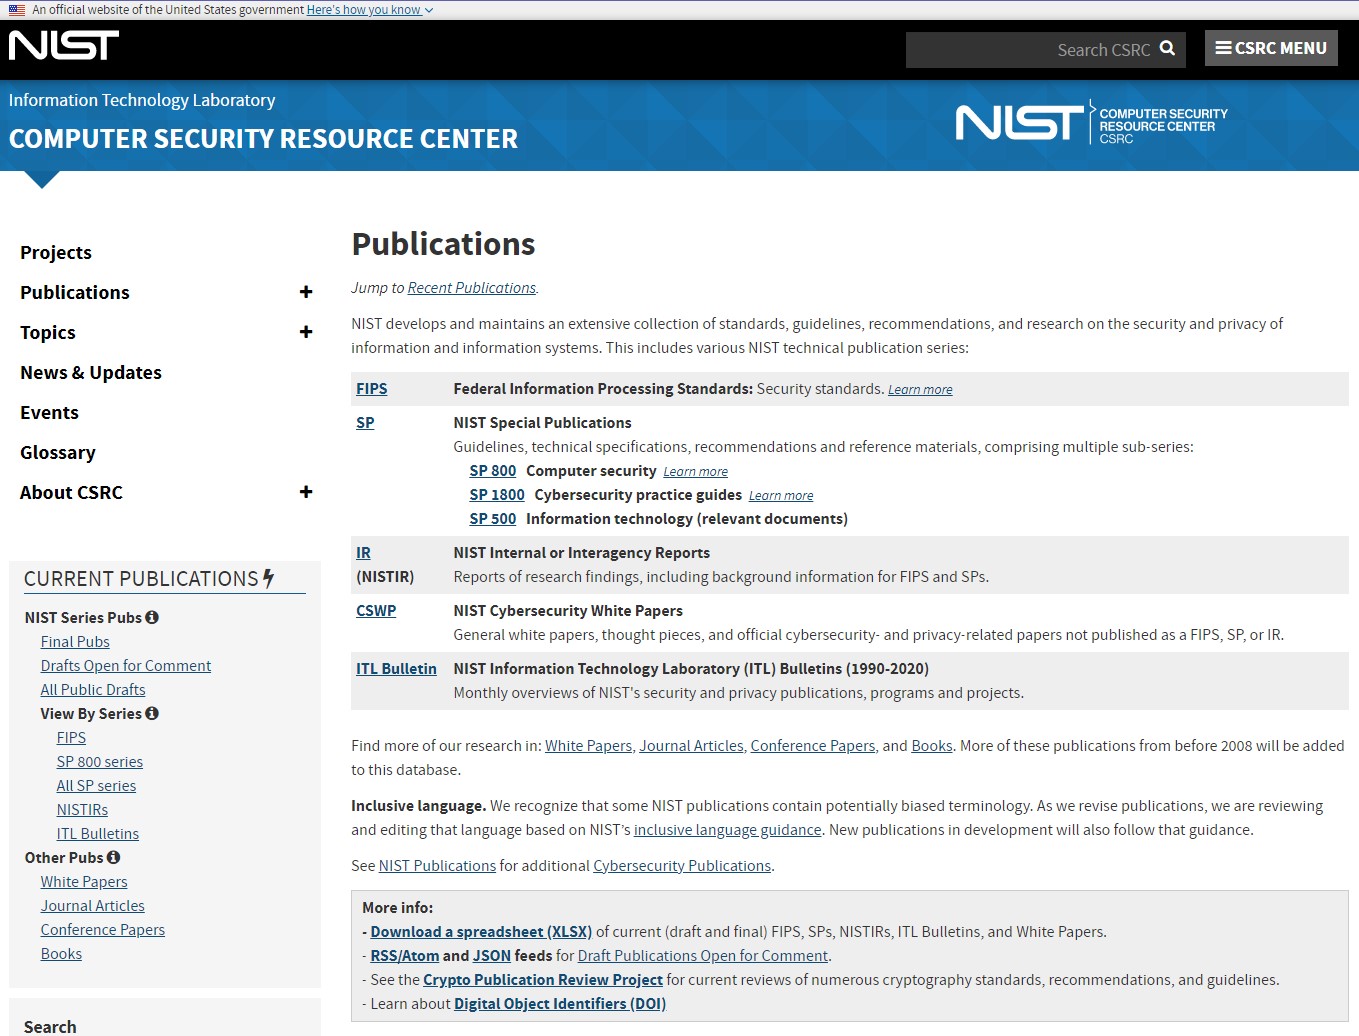 An official website of the United States government Here's how you know
NIST
Search CSRC
CSRC MENU
Information Technology Laboratory
COMPUTER SECURITY RESOURCE CENTER
NIST
COMPUTER SECURITY
RESOURCE CENTER
CSRC
Projects
Publications +
Topics +
News & Updates
Events
Glossary
About CSRC +
CURRENT PUBLICATIONS
NIST Series Pubs
Final Pubs
Drafts Open for Comment
All Public Drafts
View By Series
FIPS
SP 800 series
All SP series
NISTIRs
ITL Bulletins
Other Pubs
White Papers
Journal Articles
Conference Papers
Books
Search
Publications
Jump to Recent Publications.
NIST develops and maintains an extensive collection of standards, guidelines, recommendations, and research on the security and privacy of
information and information systems. This includes various NIST technical publication series:
FIPS Federal Information Processing Standards: Security standards. Learn more
SP NIST Special Publications
Guidelines, technical specifications, recommendations and reference materials, comprising multiple sub-series:
SP 800 Computer security Learn more
SP 1800 Cybersecurity practice guides Learn more
SP 500 Information technology (relevant documents)
IR NIST Internal or Interagency Reports
(NISTIR) Reports of research findings, including background information for FIPS and SPs.
CSWP NIST Cybersecurity White Papers
General white papers, thought pieces, and official cybersecurity- and privacy-related papers not published as a FIPS, SP, or IR.
ITL Bulletin NIST Information Technology Laboratory (ITL) Bulletins (1990-2020)
Monthly overviews of NIST's security and privacy publications, programs and projects.
Find more of our research in: White Papers, Journal Articles, Conference Papers, and Books. More of these publications from before 2008 will be added
to this database.
Inclusive language. We recognize that some NIST publications contain potentially biased terminology. As we revise publications, we are reviewing
and editing that language based on NIST's inclusive language guidance. New publications in development will also follow that guidance.
See NIST Publications for additional Cybersecurity Publications.
More info:
- Download a spreadsheet (XLSX) of current (draft and final) FIPS, SPs, NISTIRs, ITL Bulletins, and White Papers.
- RSS/Atom and JSON feeds for Draft Publications Open for Comment.
- See the Crypto Publication Review Project for current reviews of numerous cryptography standards, recommendations, and guidelines.
- Learn about Digital Object Identifiers (DOI)